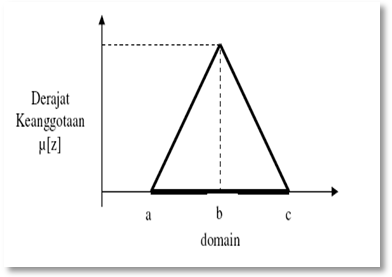 Derajat
Keanggotaan
μ[z]
a b c
domain